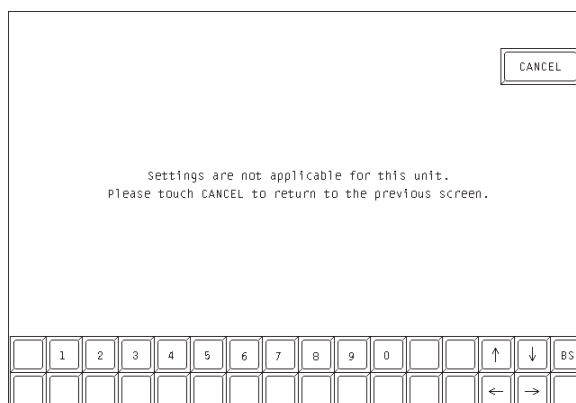 CANCEL
Settings are not applicable for this unit.
Please touch CANCEL to return to the previous screen.
1 2 3 4 5 6 7 8 9 0 ↑ ↓ BS
← →